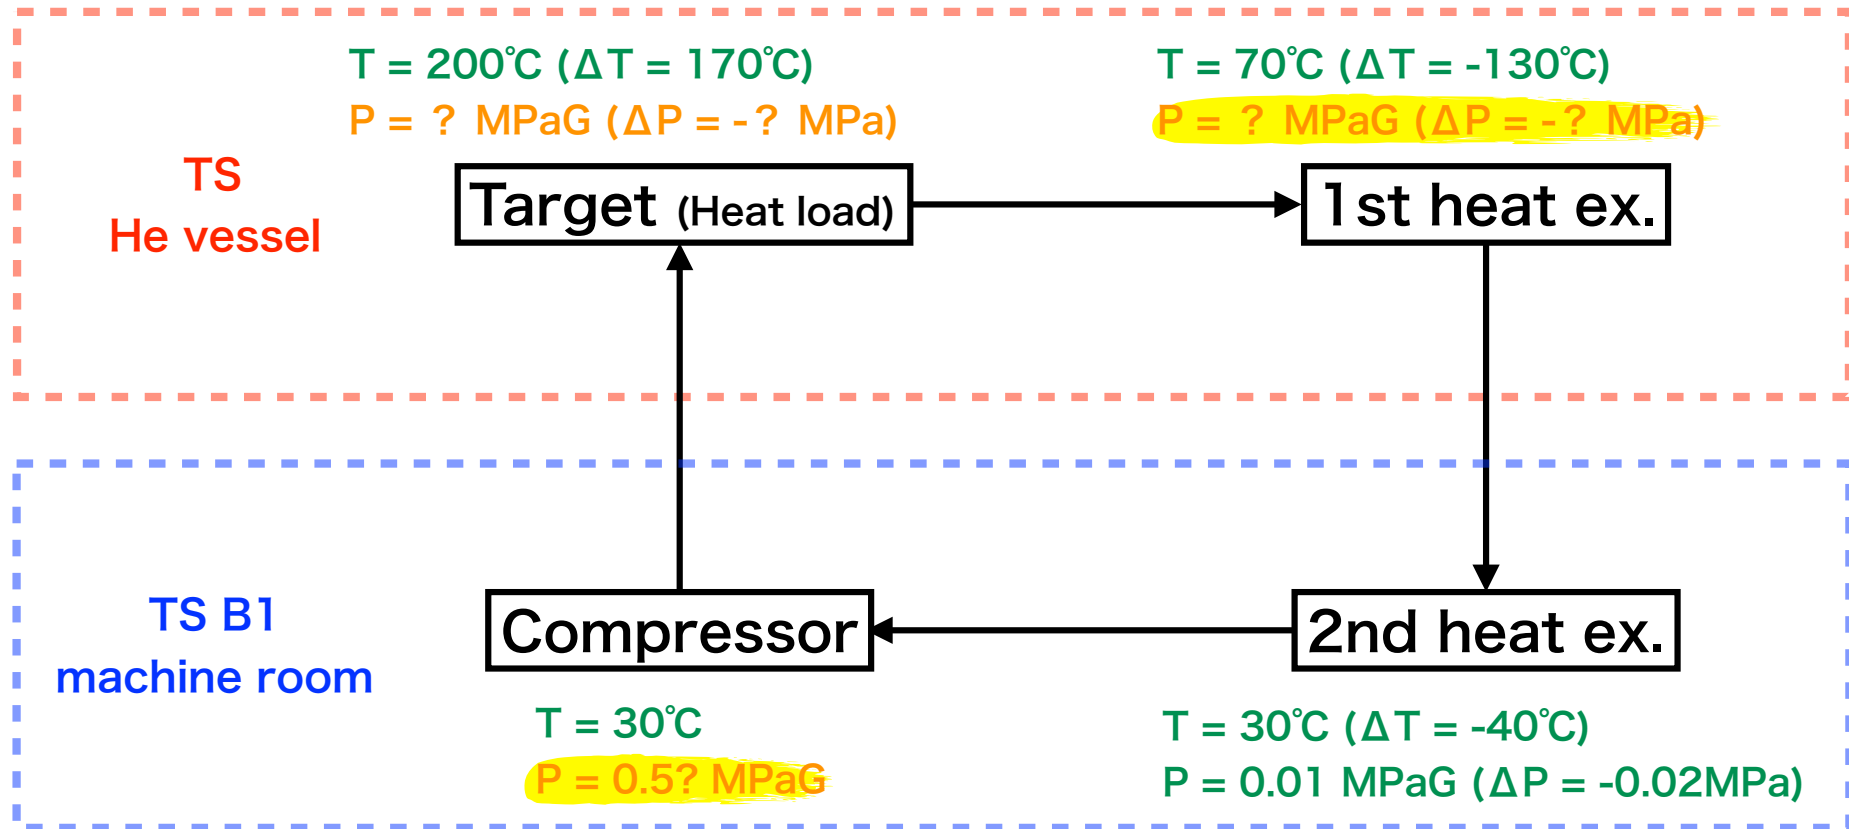 T = 200℃ (ΔT = 170℃)
P = ? MPaG (ΔP = -? MPa)
T = 70℃ (ΔT = -130℃)
P = ? MPaG (ΔP = -? MPa)
TS
He vessel
Target (Heat load)
1st heat ex.
TS B1
machine room
Compressor
2nd heat ex.
T = 30℃
P = 0.5? MPaG
T = 30℃ (ΔT = -40℃)
P = 0.01 MPaG (ΔP = -0.02MPa)